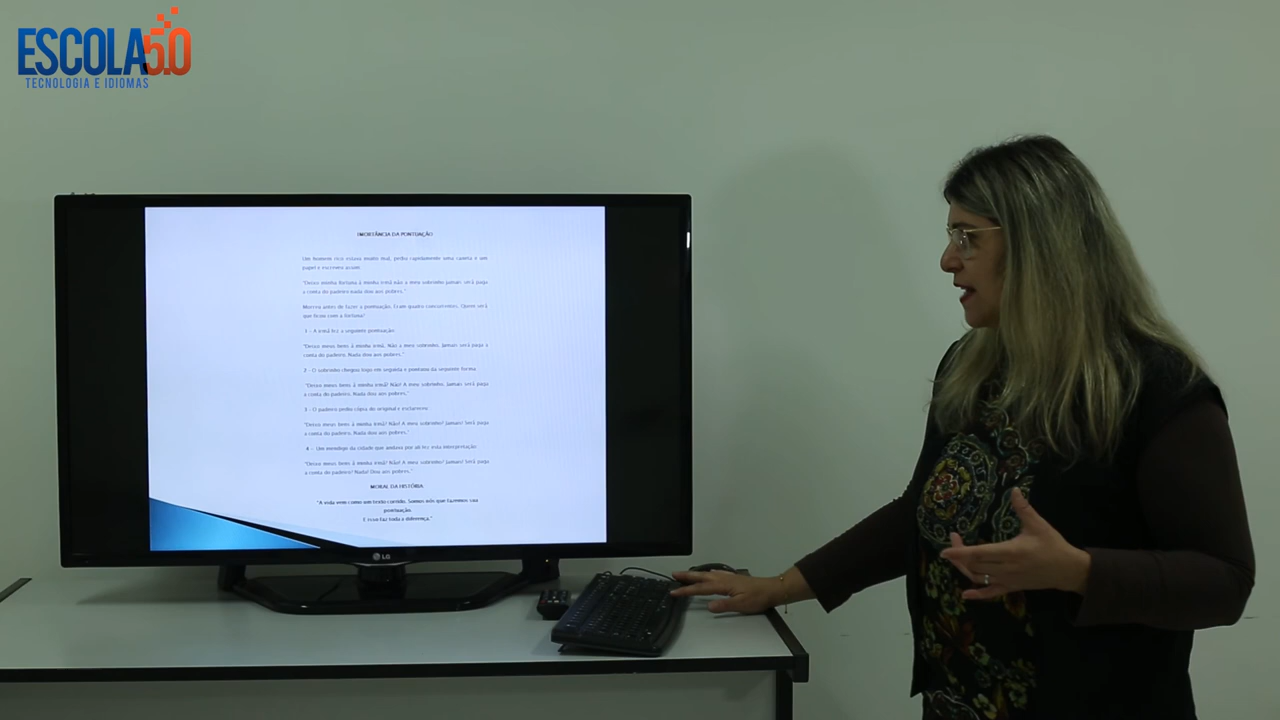 ESCOLA 5.0
TECNOLOGIA E IDIOMAS
IMORTÂNCIA DA PONTUAÇÃO
Um homem rico estava muito mal, pediu rapidamente uma caneta e um
papel e escreveu assim:
"Deixo minha fortuna à minha irmã não a meu sobrinho jamais será paga
a conta do padeiro nada dou aos pobres."
Morreu antes de fazer a pontuação. Eram quatro concorrentes. Quem será
que ficou com a fortuna?
1 - A irmã fez a seguinte pontuação:
"Deixo meus bens à minha irmã. Não a meu sobrinho. Jamais será paga a
conta do padeiro. Nada dou aos pobres."
2 - O sobrinho chegou logo em seguida e pontuou da seguinte forma:
"Deixo meus bens à minha irmã? Não! A meu sobrinho. Jamais será paga
a conta do padeiro. Nada dou aos pobres."
3 - O padeiro pediu cópia do original e esclareceu:
"Deixo meus bens à minha irmã? Não! A meu sobrinho? Jamais! Será paga
a conta do padeiro. Nada dou aos pobres."
4 - Um mendigo da cidade que andava por ali fez esta interpretação:
"Deixo meus bens à minha irmã? Não! A meu sobrinho? Jamais! Será paga
a conta do padeiro? Nada! Dou aos pobres."
MORAL DA HISTÓRIA:
"A vida vem como um texto corrido. Somos nós que fazemos sua
pontuação.
E isso faz toda a diferença."
LG